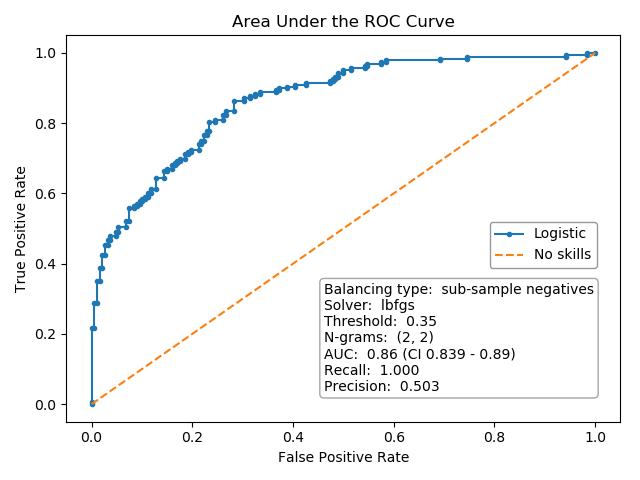 Area Under the ROC Curve
True Positive Rate
1.0
0.8
0.6
0.4
0.2
0.0
Logistic
No skills
Balancing type:  sub-sample negatives
Solver:  lbfgs
Threshold:  0.35
N-grams:  (2, 2)
AUC:  0.86 (CI 0.839 - 0.89)
Recall:  1.000
Precision:  0.503
0.0 0.2 0.4 0.6 0.8 1.0
False Positive Rate